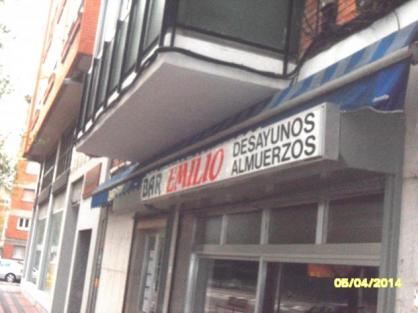 BAR EMILIO DESAYUNOS
ALMUERZOS
05/04/2014